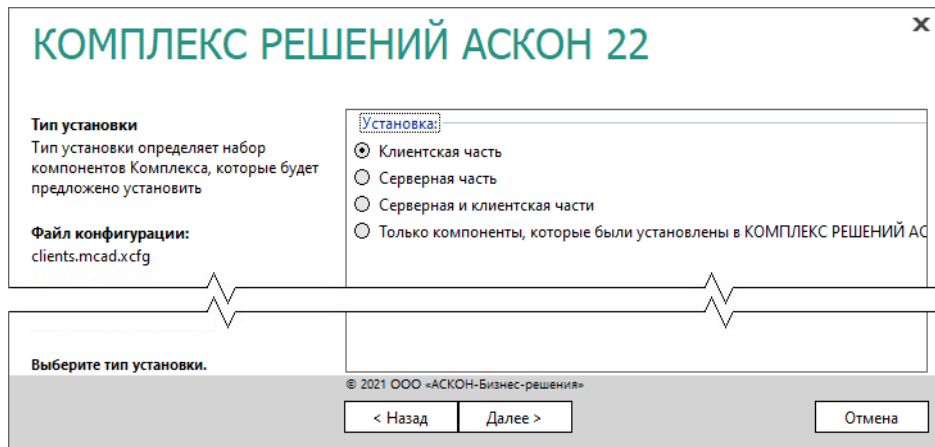 КОМПЛЕКС РЕШЕНИЙ АСКОН 22
Тип установки
Тип установки определяет набор
компонентов Комплекса, которые будет
предложено установить
Файл конфигурации:
clients.mcad.xcfg
Выберите тип установки.
Установка:
Клиентская часть
Серверная часть
Серверная и клиентская части
Только компоненты, которые были установлены в КОМПЛЕКС РЕШЕНИЙ АС
© 2021 ООО «АСКОН-Бизнес-решения»
< Назад
Далее >
Отмена